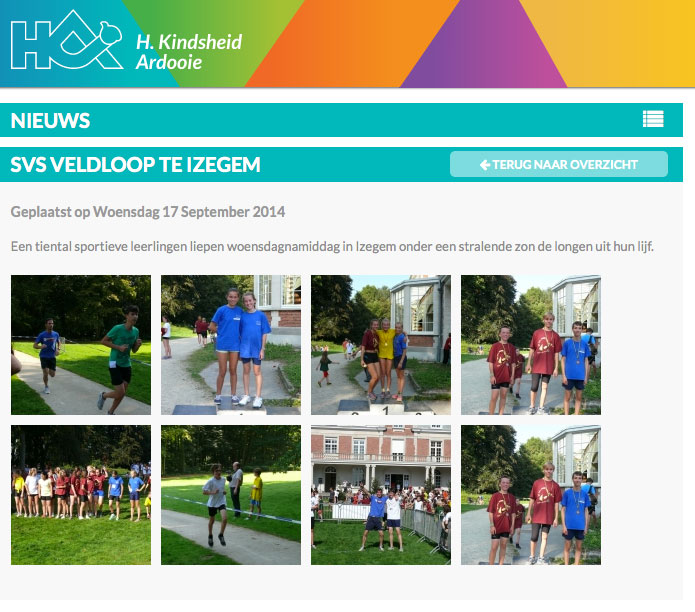 H. Kindsheid
Ardooie
NIEUWS
SVS VELDLOOP TE IZEGEM
TERUG NAAR OVERZICHT
Geplaatst op Woensdag 17 September 2014
Een tiental sportieve leerlingen liepen woensdagnamiddag in Izegem onder een stralende zon de longen uit hun lijf.
1